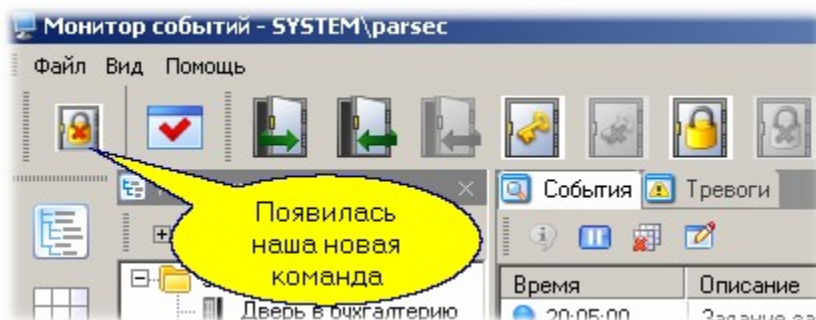 Монитор событий - SYSTEM\parsec
Файл Вид Помощь
События Тревоги
Появилась
наша новая
команда
Время Описание
Дверь в бухгалтерию
20:05:00 Задание